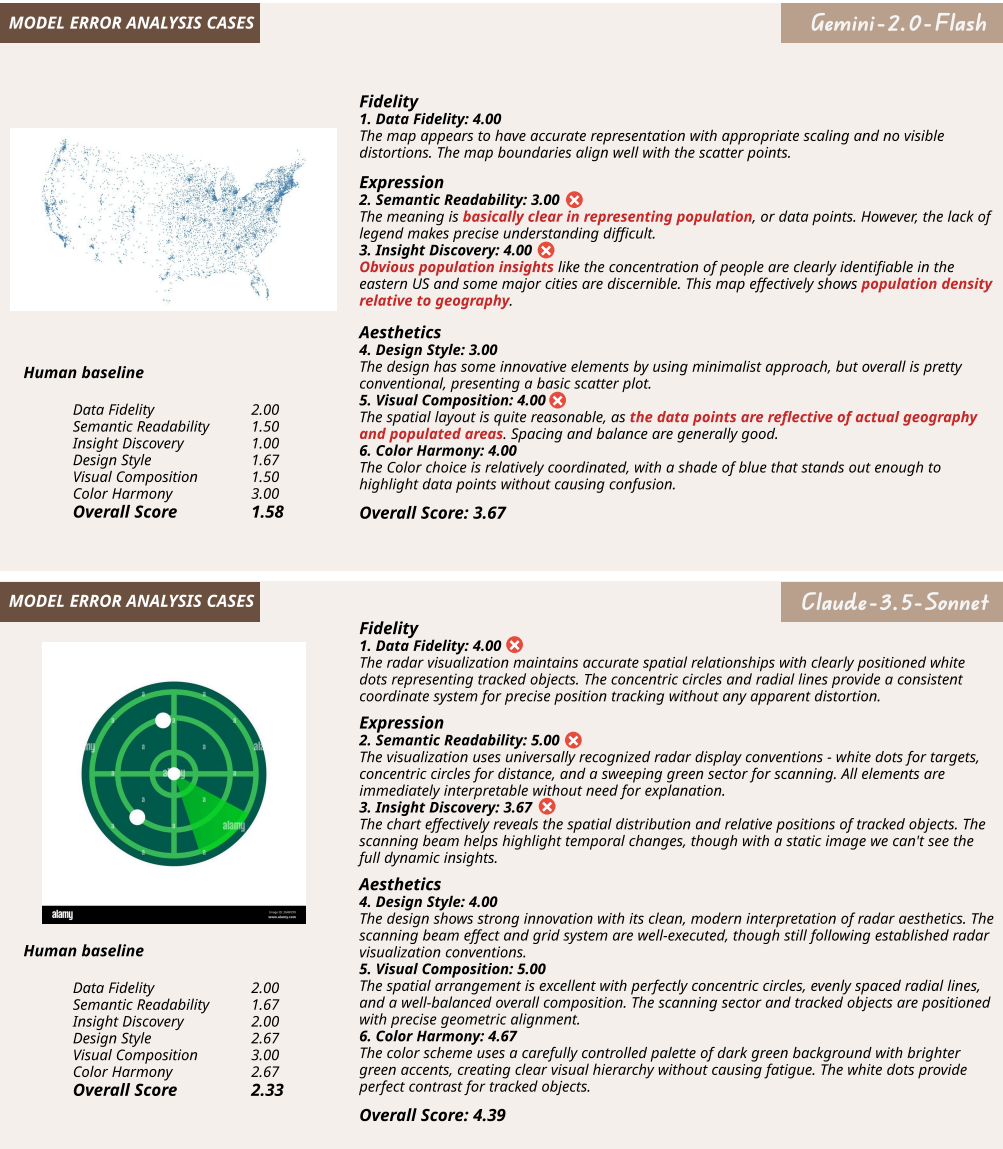 MODEL ERROR ANALYSIS CASES
Gemini-2.0-Flash
Fidelity
1. Data Fidelity: 4.00
The map appears to have accurate representation with appropriate scaling and no visible
distortions. The map boundaries align well with the scatter points.
Expression
2. Semantic Readability: 3.00
The meaning is basically clear in representing population, or data points. However, the lack of
legend makes precise understanding difficult.
3. Insight Discovery: 4.00
Obvious population insights like the concentration of people are clearly identifiable in the
eastern US and some major cities are discernible. This map effectively shows population density
relative to geography.
Aesthetics
4. Design Style: 3.00
The design has some innovative elements by using minimalist approach, but overall is pretty
conventional, presenting a basic scatter plot.
5. Visual Composition: 4.00
The spatial layout is quite reasonable, as the data points are reflective of actual geography
and populated areas. Spacing and balance are generally good.
6. Color Harmony: 4.00
The Color choice is relatively coordinated, with a shade of blue that stands out enough to
highlight data points without causing confusion.
Overall Score: 3.67
Human baseline
Data Fidelity 2.00
Semantic Readability 1.50
Insight Discovery 1.00
Design Style 1.67
Visual Composition 1.50
Color Harmony 3.00
Overall Score 1.58
MODEL ERROR ANALYSIS CASES
Claude-3.5-Sonnet
Fidelity
1. Data Fidelity: 4.00
The radar visualization maintains accurate spatial relationships with clearly positioned white
dots representing tracked objects. The concentric circles and radial lines provide a consistent
coordinate system for precise position tracking without any apparent distortion.
Expression
2. Semantic Readability: 5.00
The visualization uses universally recognized radar display conventions - white dots for targets,
concentric circles for distance, and a sweeping green sector for scanning. All elements are
immediately interpretable without need for explanation.
3. Insight Discovery: 3.67
The chart effectively reveals the spatial distribution and relative positions of tracked objects. The
scanning beam helps highlight temporal changes, though with a static image we can't see the
full dynamic insights.
Aesthetics
4. Design Style: 4.00
The design shows strong innovation with its clean, modern interpretation of radar aesthetics. The
scanning beam effect and grid system are well-executed, though still following established radar
visualization conventions.
5. Visual Composition: 5.00
The spatial arrangement is excellent with perfectly concentric circles, evenly spaced radial lines,
and a well-balanced overall composition. The scanning sector and tracked objects are positioned
with precise geometric alignment.
6. Color Harmony: 4.67
The color scheme uses a carefully controlled palette of dark green background with brighter
green accents, creating clear visual hierarchy without causing fatigue. The white dots provide
perfect contrast for tracked objects.
Overall Score: 4.39
alamy
alamy
www.alamy.com
Human baseline
Data Fidelity 2.00
Semantic Readability 1.67
Insight Discovery 2.00
Design Style 2.67
Visual Composition 3.00
Color Harmony 2.67
Overall Score 2.33